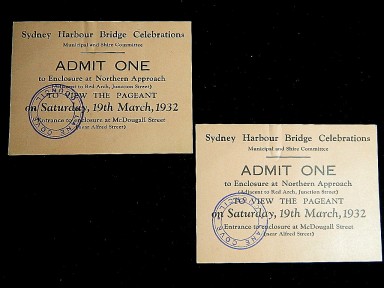 Sydney Harbour Bridge Celebrations
Municipal and Shire Committee
ADMIT ONE
to Enclosure at Northern Approach
(Adjacent to Red Arch, Junction Street)
TO VIEW THE PAGEANT
on Saturday, 19th March, 1932
Entrance to enclosure at McDougall Street
(near Alfred Street)
Sydney Harbour Bridge Celebrations
Municipal and Shire Committee
ADMIT ONE
to Enclosure at Northern Approach
(Adjacent to Red Arch, Junction Street)
TO VIEW THE PAGEANT
on Saturday, 19th March, 1932
Entrance to enclosure at McDougall Street
(near Alfred Street)